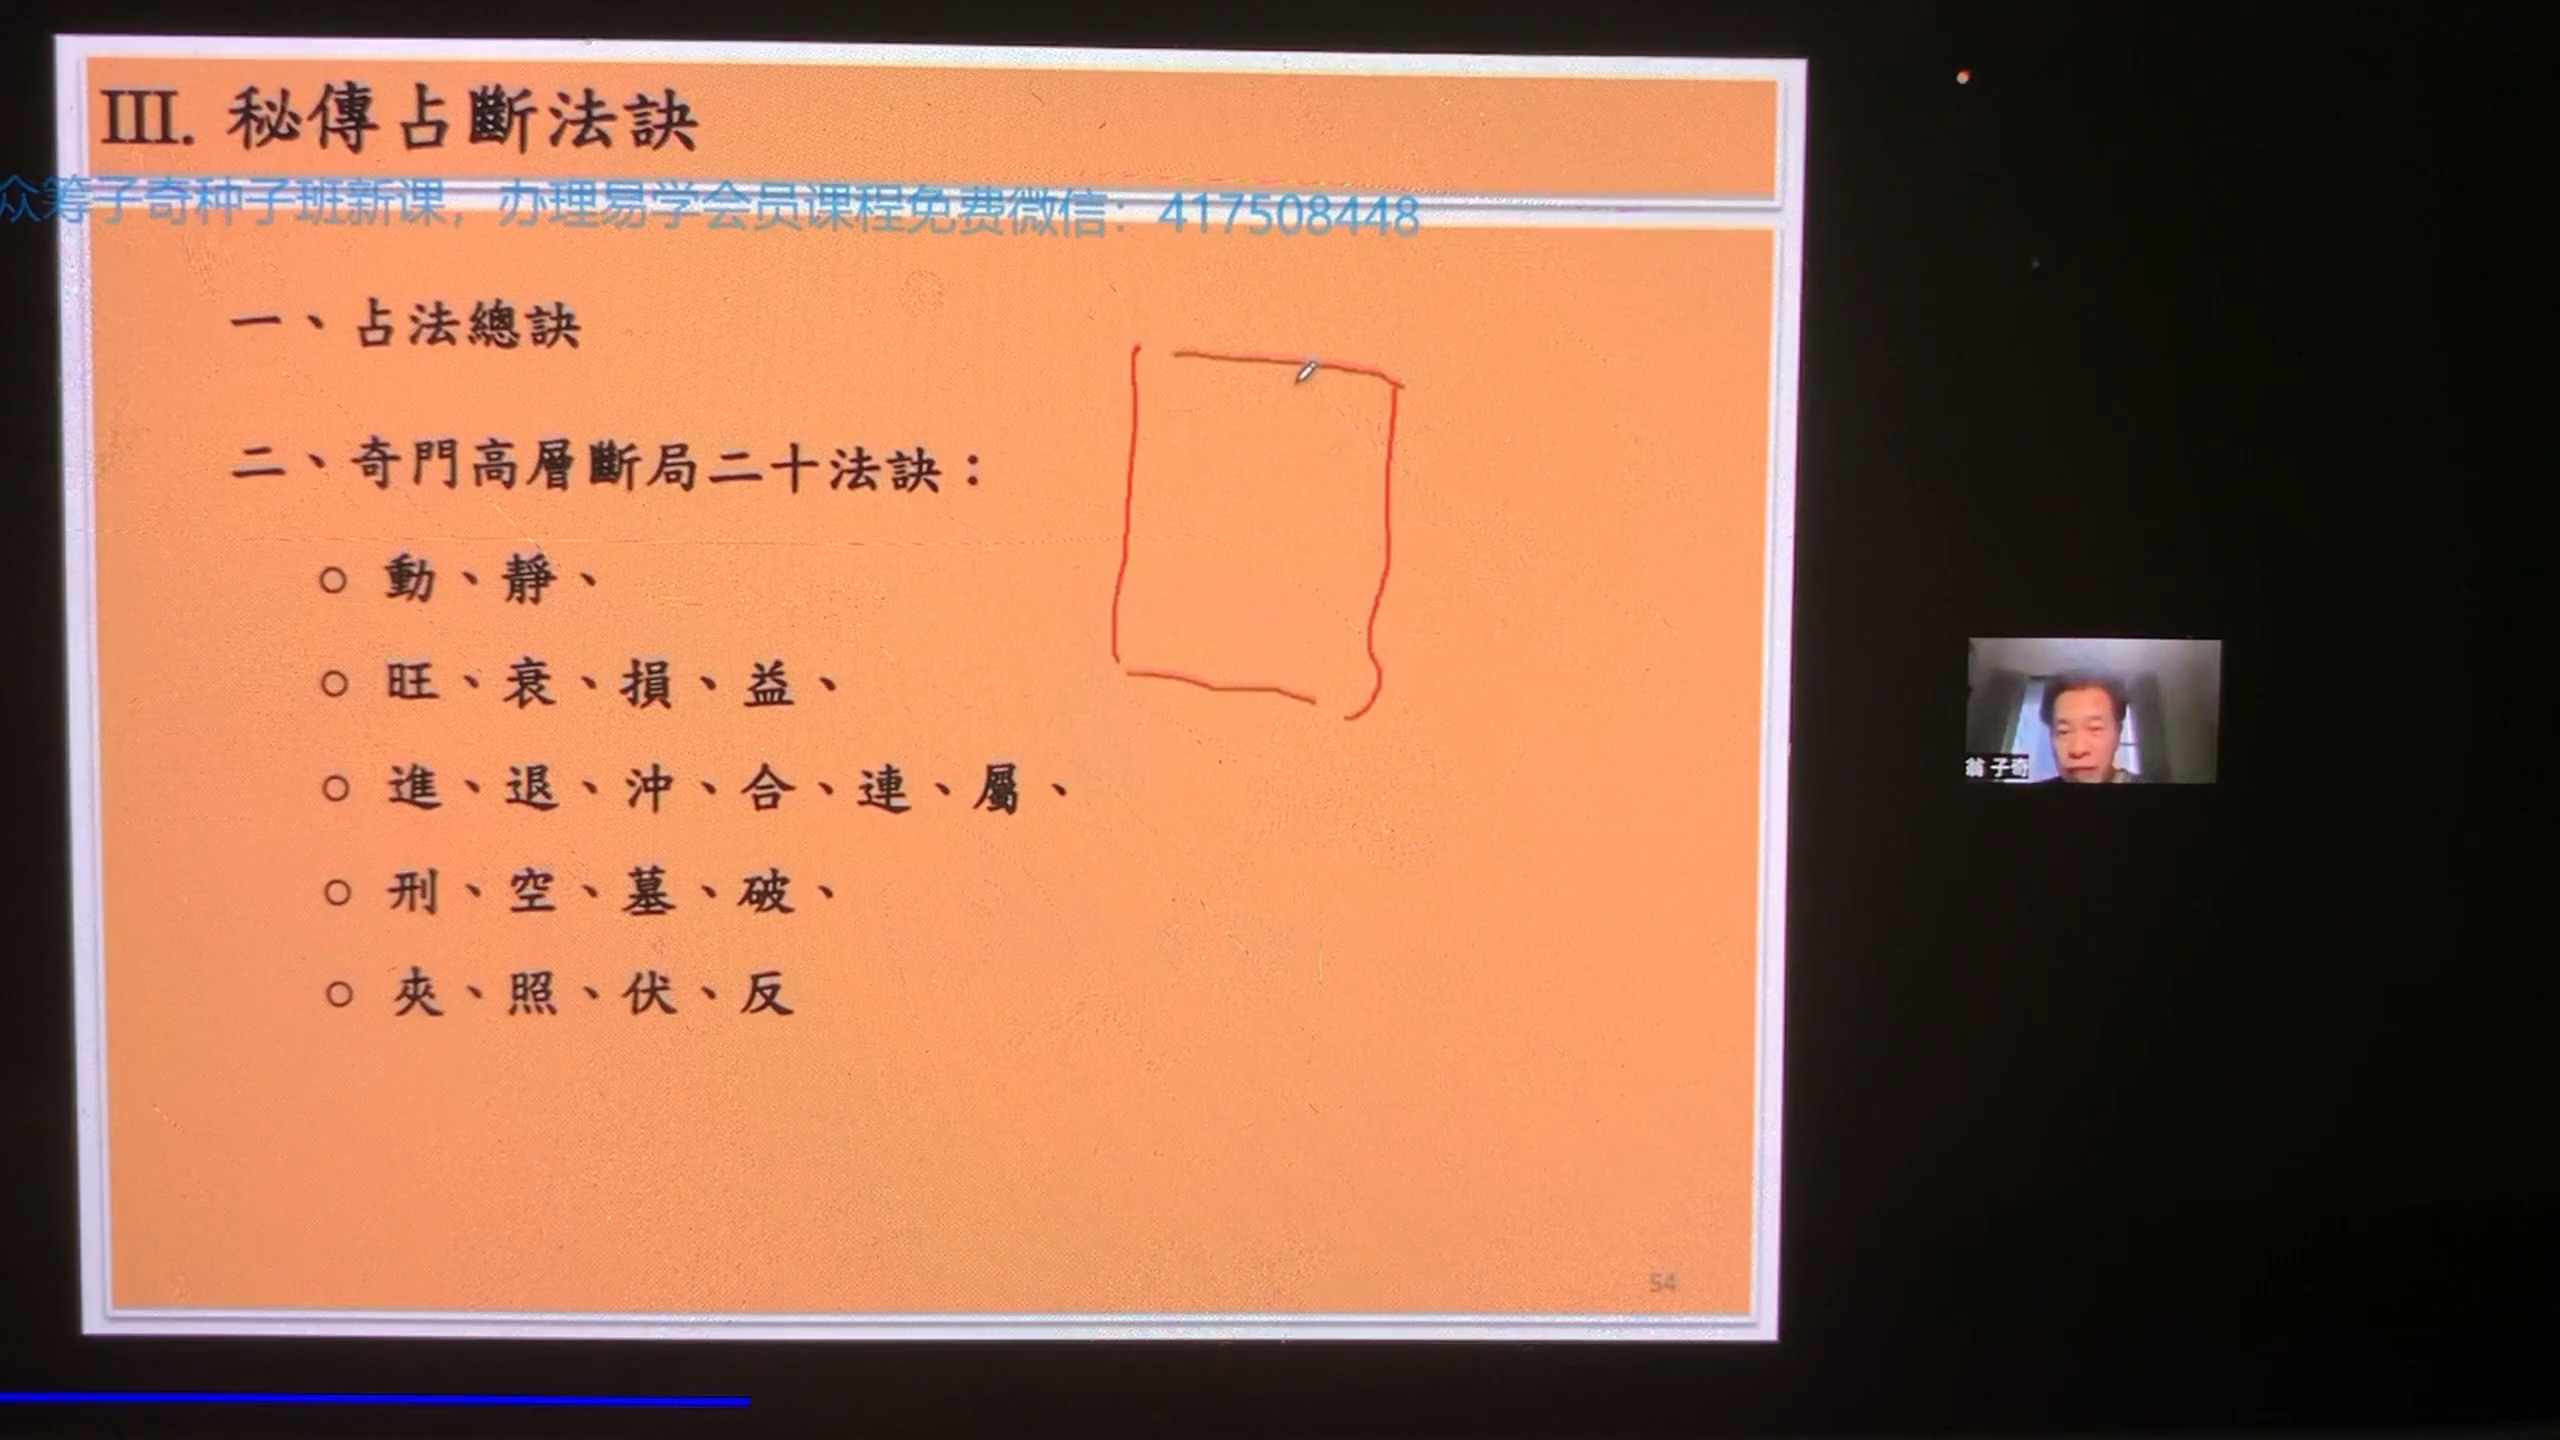 III. 秘傳占斷法訣
众筹子奇种子班新课，办理易学会员课程免费微信：417508448
一、占法總訣
二、奇門高層斷局二十法訣：
○ 動、靜、
○ 旺、衰、損、益、
○ 進、退、沖、合、連、屬、
○ 刑、空、墓、破、
○ 夾、照、伏、反
翁 子奇
54